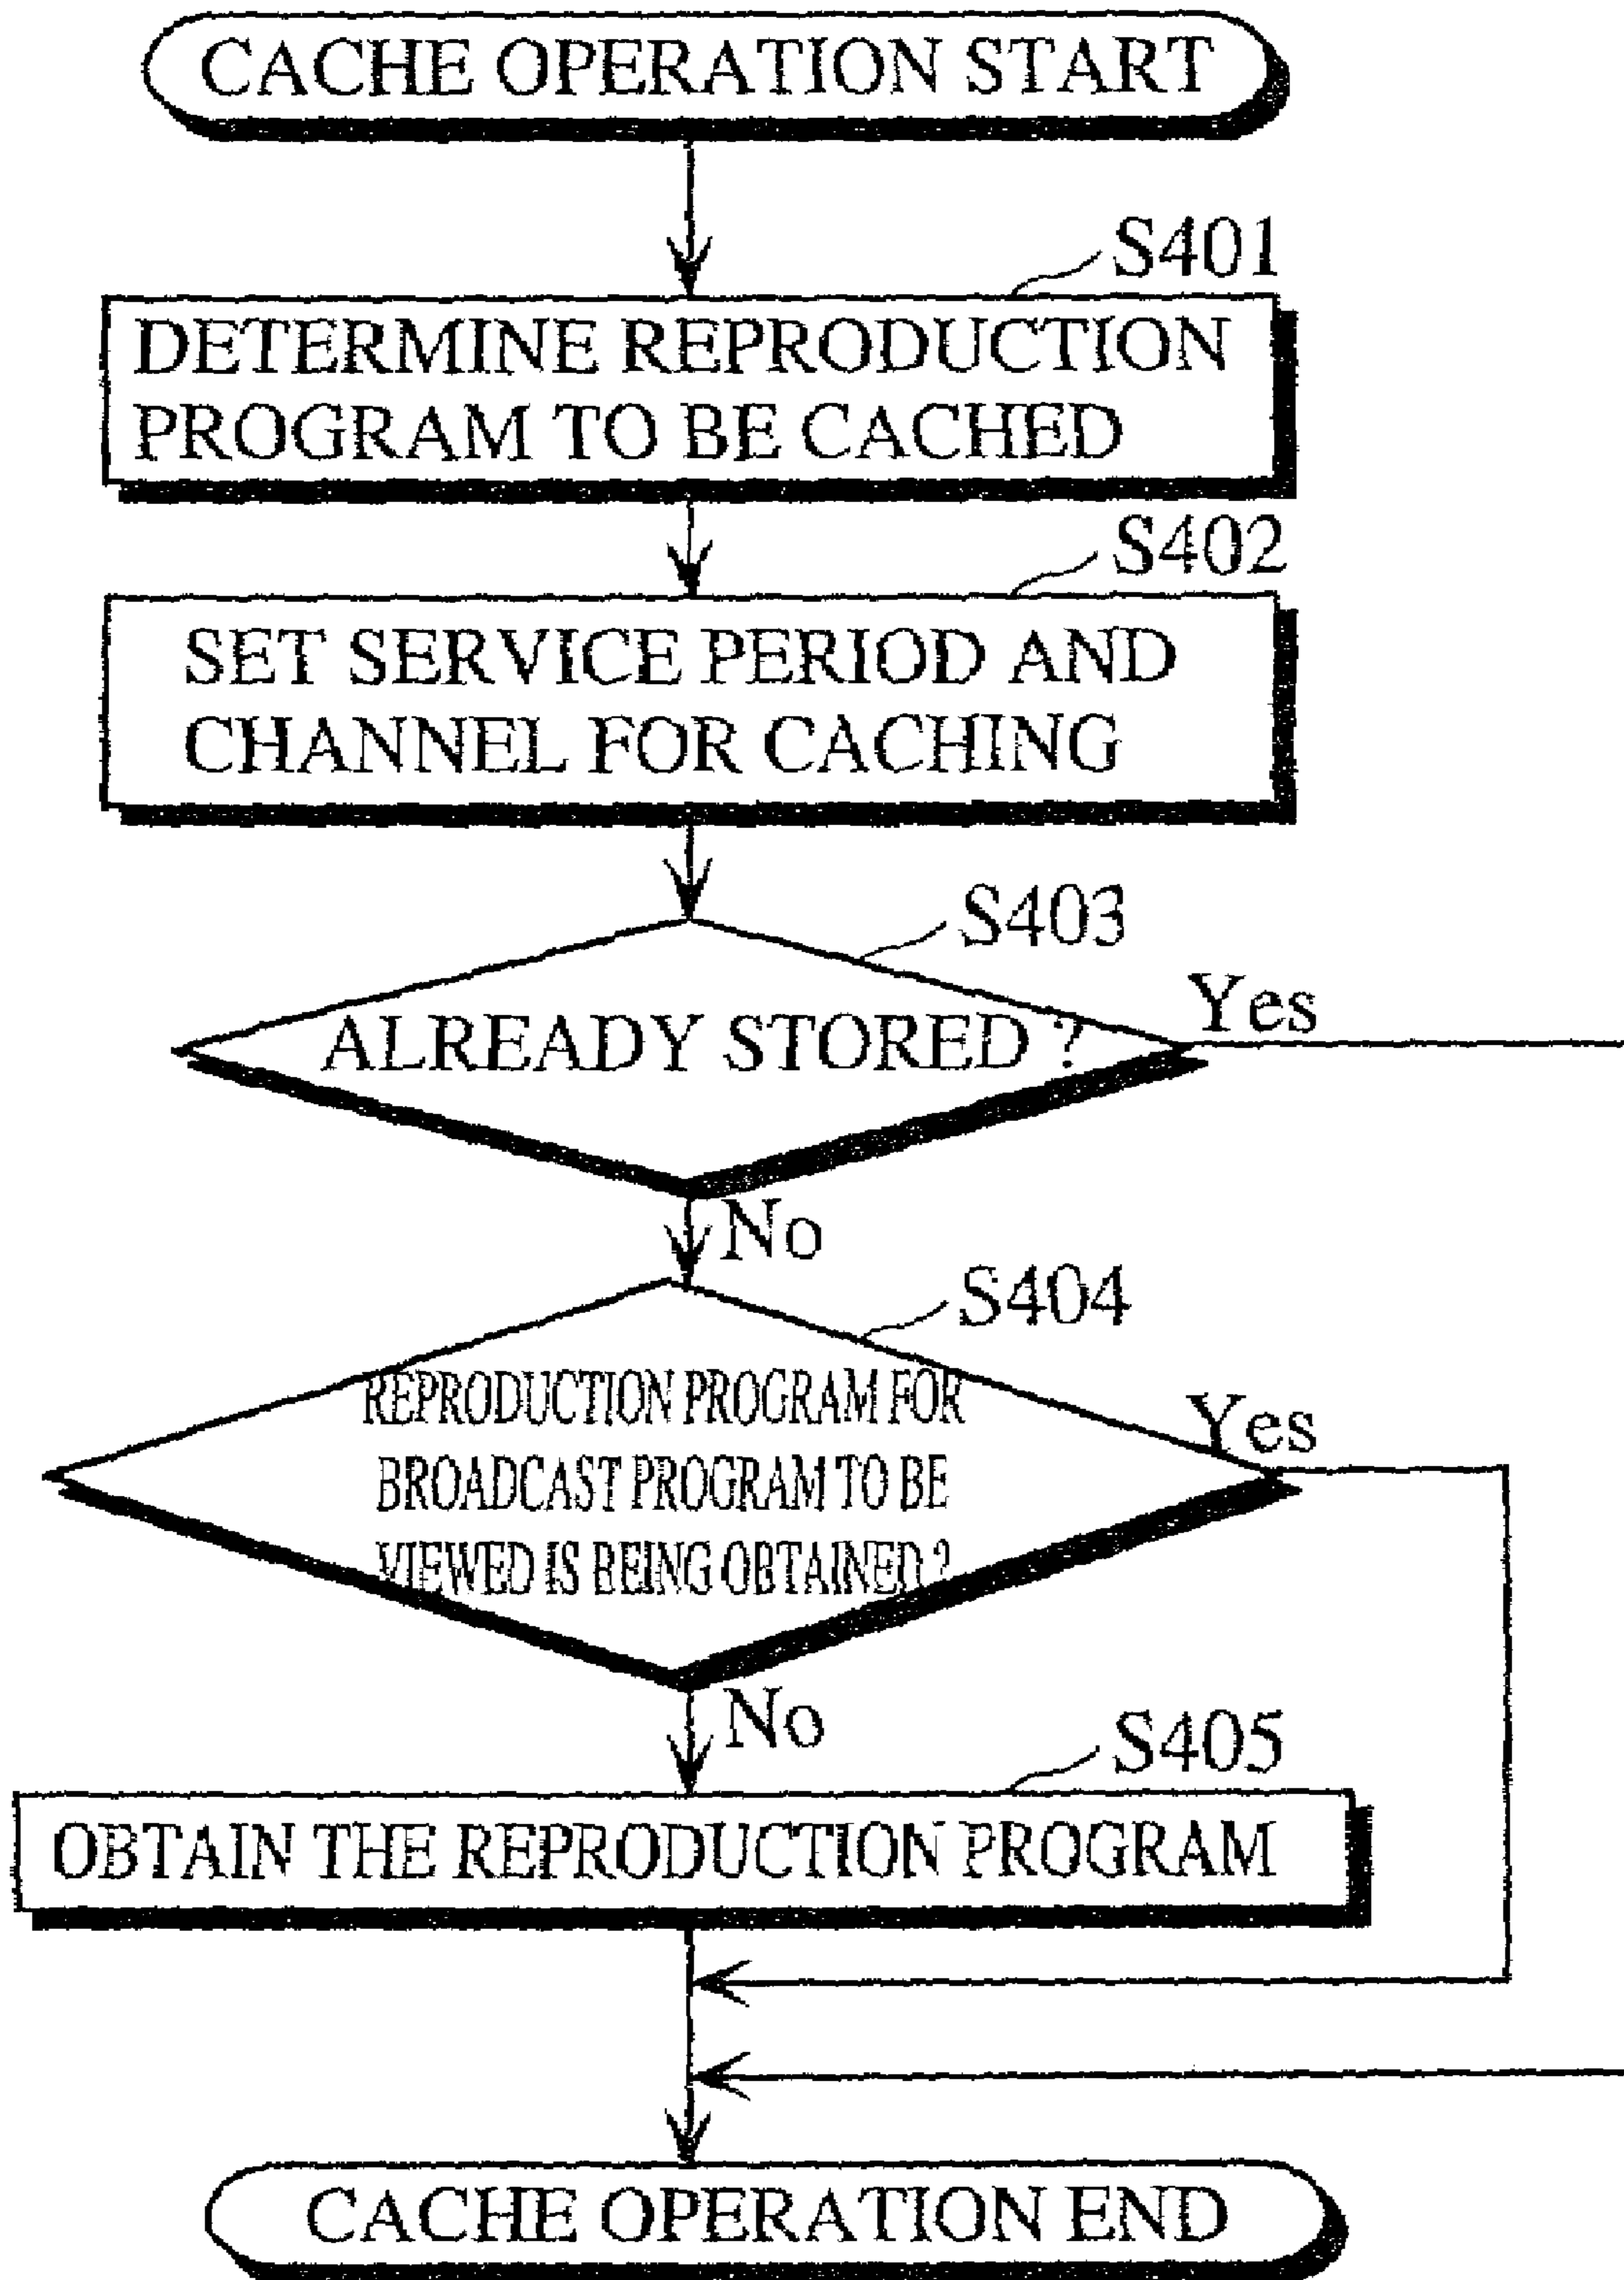 CACHE OPERATION START
S401
DETERMINE REPRODUCTION
PROGRAM TO BE CACHED
S402
SET SERVICE PERIOD AND
CHANNEL FOR CACHING
S403
ALREADY STORED ?
Yes
No
S404
REPRODUCTION PROGRAM FOR
BROADCAST PROGRAM TO BE
VIEWED IS BEING OBTAINED ?
Yes
No
S405
OBTAIN THE REPRODUCTION PROGRAM
CACHE OPERATION END